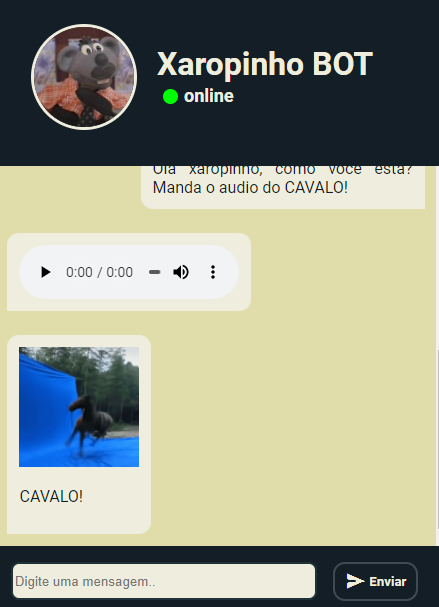 Xaropinho BOT
online
Olá xaropinho, como você está?
Manda o audio do CAVALO!
0:00 / 0:00
CAVALO!
Digite uma mensagem..
Enviar